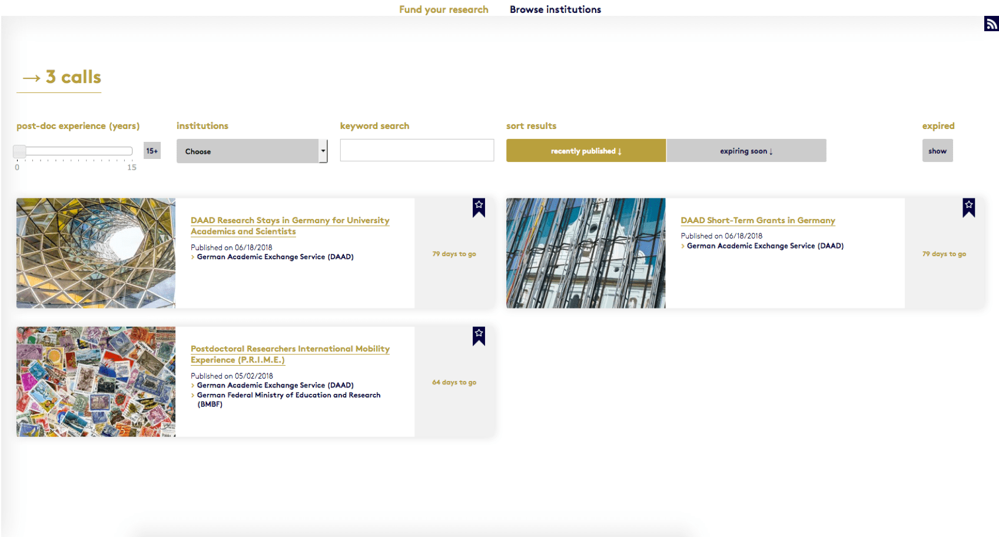 Fund your research Browse institutions
→ 3 calls
post-doc experience (years) institutions keyword search sort results expired
15+ Choose recently published ↓ expiring soon ↓ show
0 15
DAAD Research Stays in Germany for University
Academics and Scientists
Published on 06/18/2018
› German Academic Exchange Service (DAAD)
79 days to go
DAAD Short-Term Grants in Germany
Published on 06/18/2018
› German Academic Exchange Service (DAAD)
79 days to go
Postdoctoral Researchers International Mobility
Experience (P.R.I.M.E.)
Published on 05/02/2018
› German Academic Exchange Service (DAAD)
› German Federal Ministry of Education and Research
(BMBF)
64 days to go